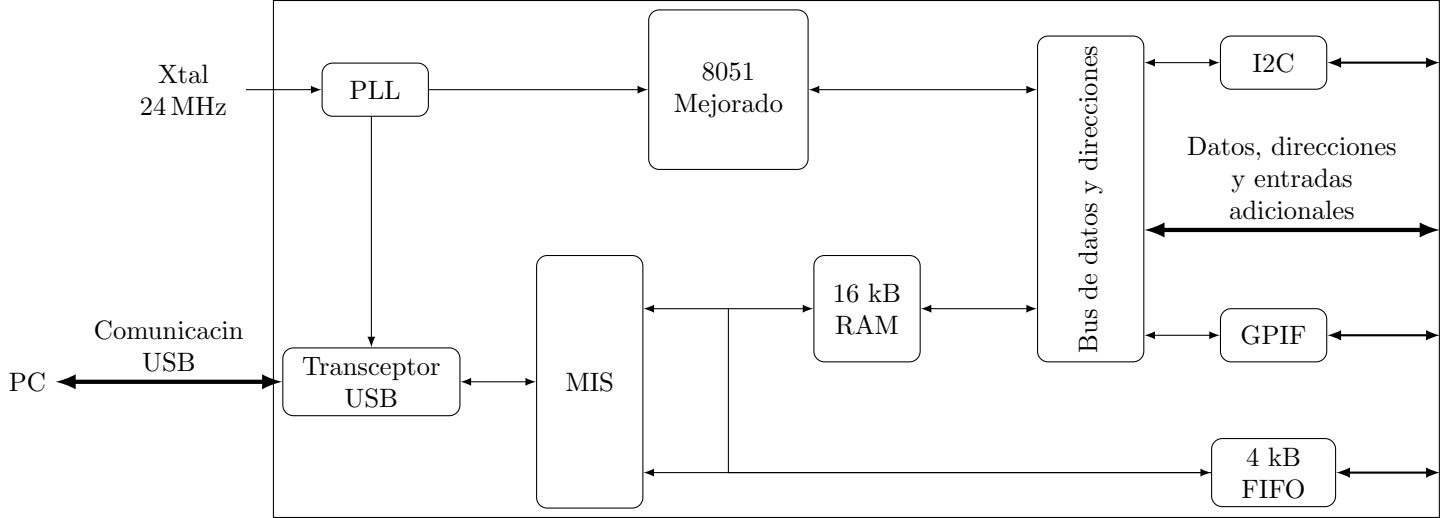 Xtal
24 MHz
PLL
8051
Mejorado
Bus de datos y direcciones
I2C
Datos, direcciones
y entradas
adicionales
16 kB
RAM
GPIF
Comunicacin
USB
PC
Transceptor
USB
MIS
4 kB
FIFO